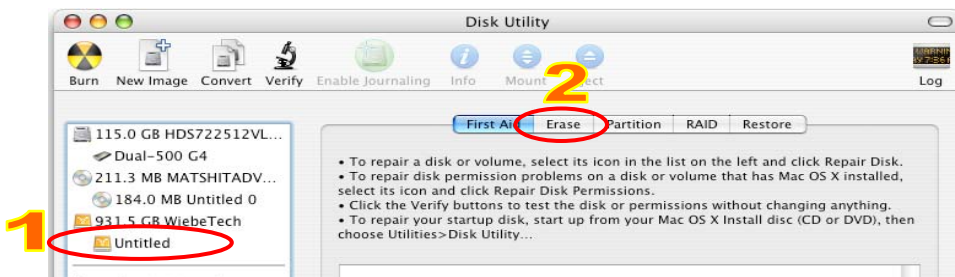 Disk Utility
Burn New Image Convert Verify Enable Journaling Info Mount Log
2
First Aid Erase Partition RAID Restore
115.0 GB HDS722512VL...
Dual-500 G4
211.3 MB MATSHITADV...
184.0 MB Untitled 0
931.5 GB WiebeTech
1
Untitled
• To repair a disk or volume, select its icon in the list on the left and click Repair Disk.
• To repair disk permission problems on a disk or volume that has Mac OS X installed,
select its icon and click Repair Disk Permissions.
• Click the Verify buttons to test the disk or permissions without changing anything.
• To repair your startup disk, start up from your Mac OS X Install disc (CD or DVD), then
choose Utilities>Disk Utility...